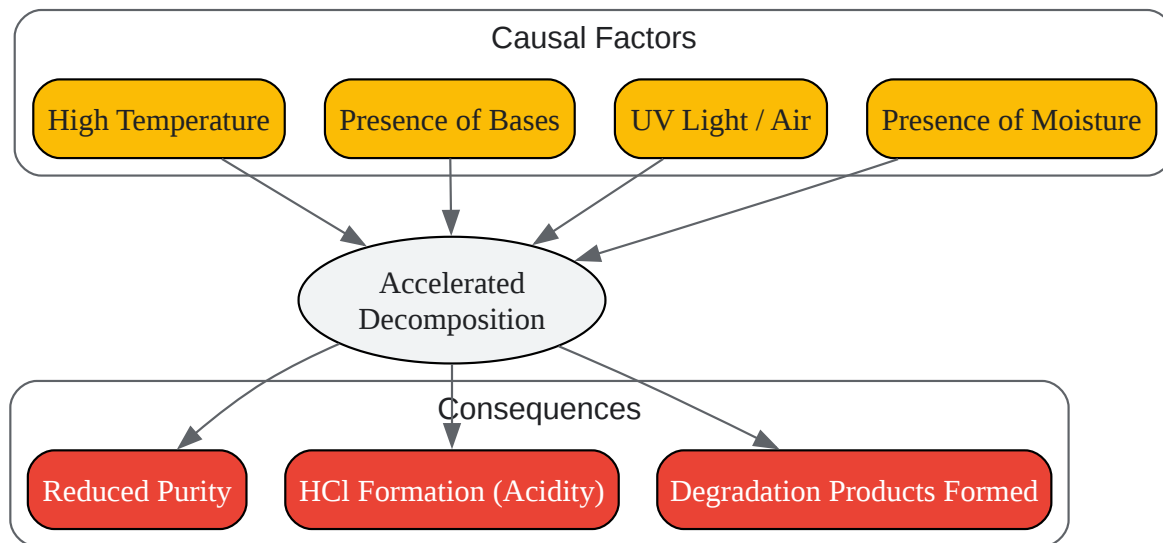 Causal Factors
High Temperature
Presence of Bases
UV Light / Air
Presence of Moisture
Accelerated
Decomposition
Consequences
Reduced Purity
HCl Formation (Acidity)
Degradation Products Formed